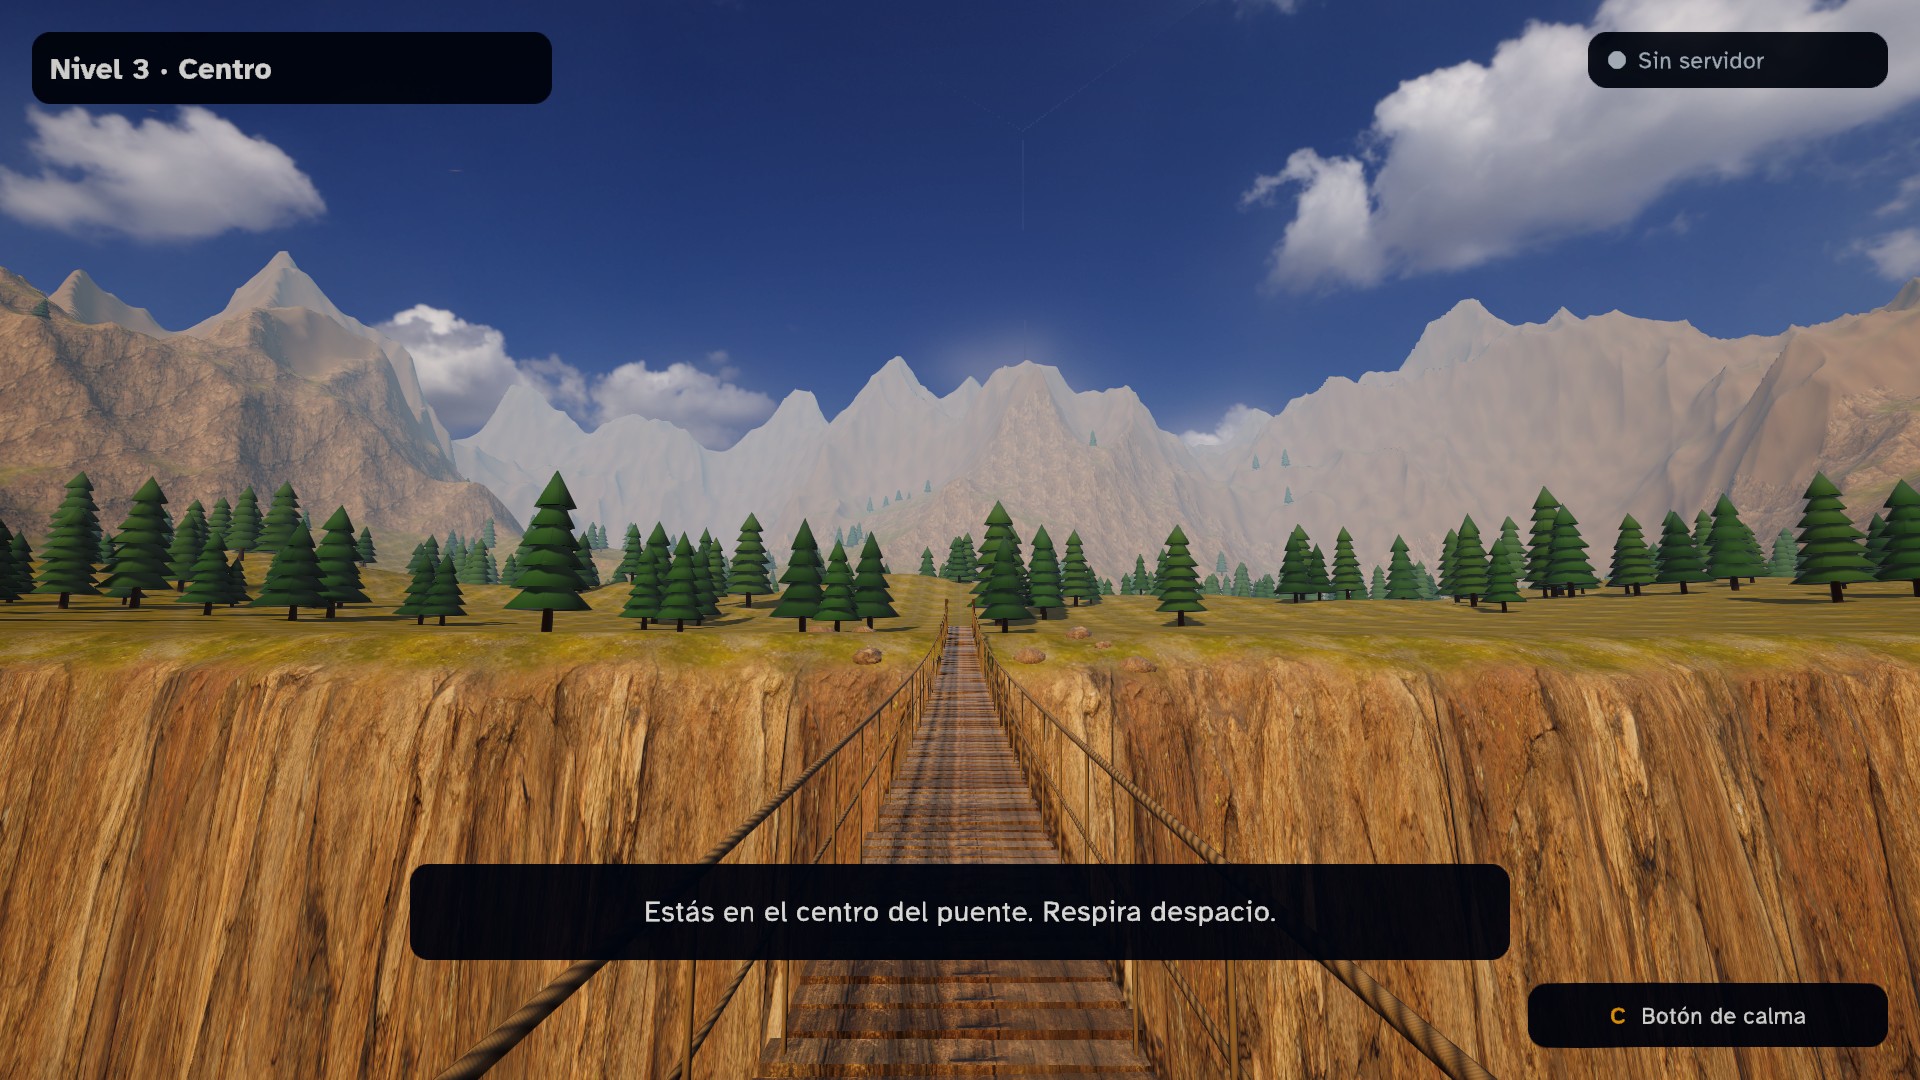 Nivel 3 · Centro
Sin servidor
Estás en el centro del puente. Respira despacio.
C Botón de calma